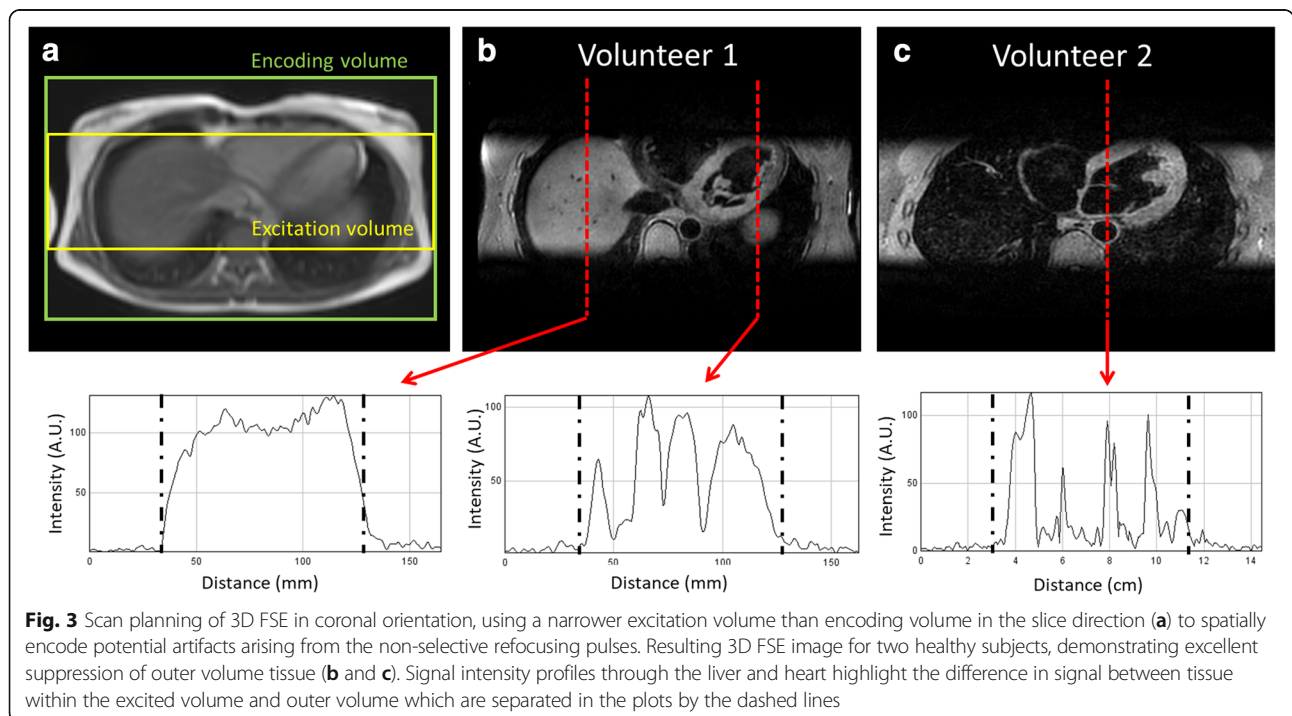 a
Encoding volume
Excitation volume
b
Volunteer 1
c
Volunteer 2
Intensity (A.U.)
100
50
0
50
100
150
Distance (mm)
Intensity (A.U.)
100
50
0
50
100
150
Distance (mm)
Intensity (A.U.)
100
50
0
0
2
4
6
8
10
12
14
Distance (cm)
Fig. 3 Scan planning of 3D FSE in coronal orientation, using a narrower excitation volume than encoding volume in the slice direction (a) to spatially
encode potential artifacts arising from the non-selective refocusing pulses. Resulting 3D FSE image for two healthy subjects, demonstrating excellent
suppression of outer volume tissue (b and c). Signal intensity profiles through the liver and heart highlight the difference in signal between tissue
within the excited volume and outer volume which are separated in the plots by the dashed lines